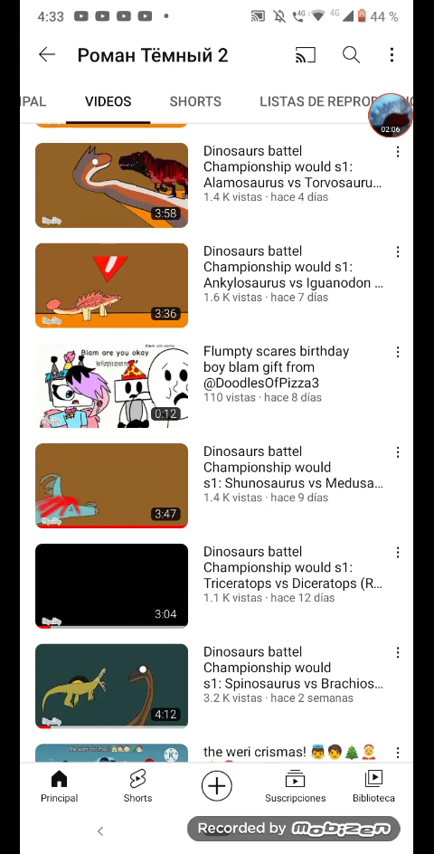 4:33
4G
4G
44 %
Роман Тёмный 2
IPAL
VIDEOS
SHORTS
LISTAS DE REPROD
02:06
Dinosaurs battel
Championship would s1:
Alamosaurus vs Torvosauru...
1.4 K vistas · hace 4 días
3:58
Dinosaurs battel
Championship would s1:
Ankylosaurus vs Iguanodon ...
1.6 K vistas · hace 7 días
3:36
Blam are you okay
Flumpty scares birthday
boy blam gift from
@DoodlesOfPizza3
110 vistas · hace 8 días
0:12
Dinosaurs battel
Championship would
s1: Shunosaurus vs Medusa...
1.4 K vistas · hace 9 días
3:47
Dinosaurs battel
Championship would s1:
Triceratops vs Diceratops (R...
1.1 K vistas · hace 12 días
3:04
Dinosaurs battel
Championship would
s1: Spinosaurus vs Brachios...
3.2 K vistas · hace 2 semanas
4:12
the weri crismas!
Principal
Shorts
Suscripciones
Biblioteca
Recorded by MOBIZEN